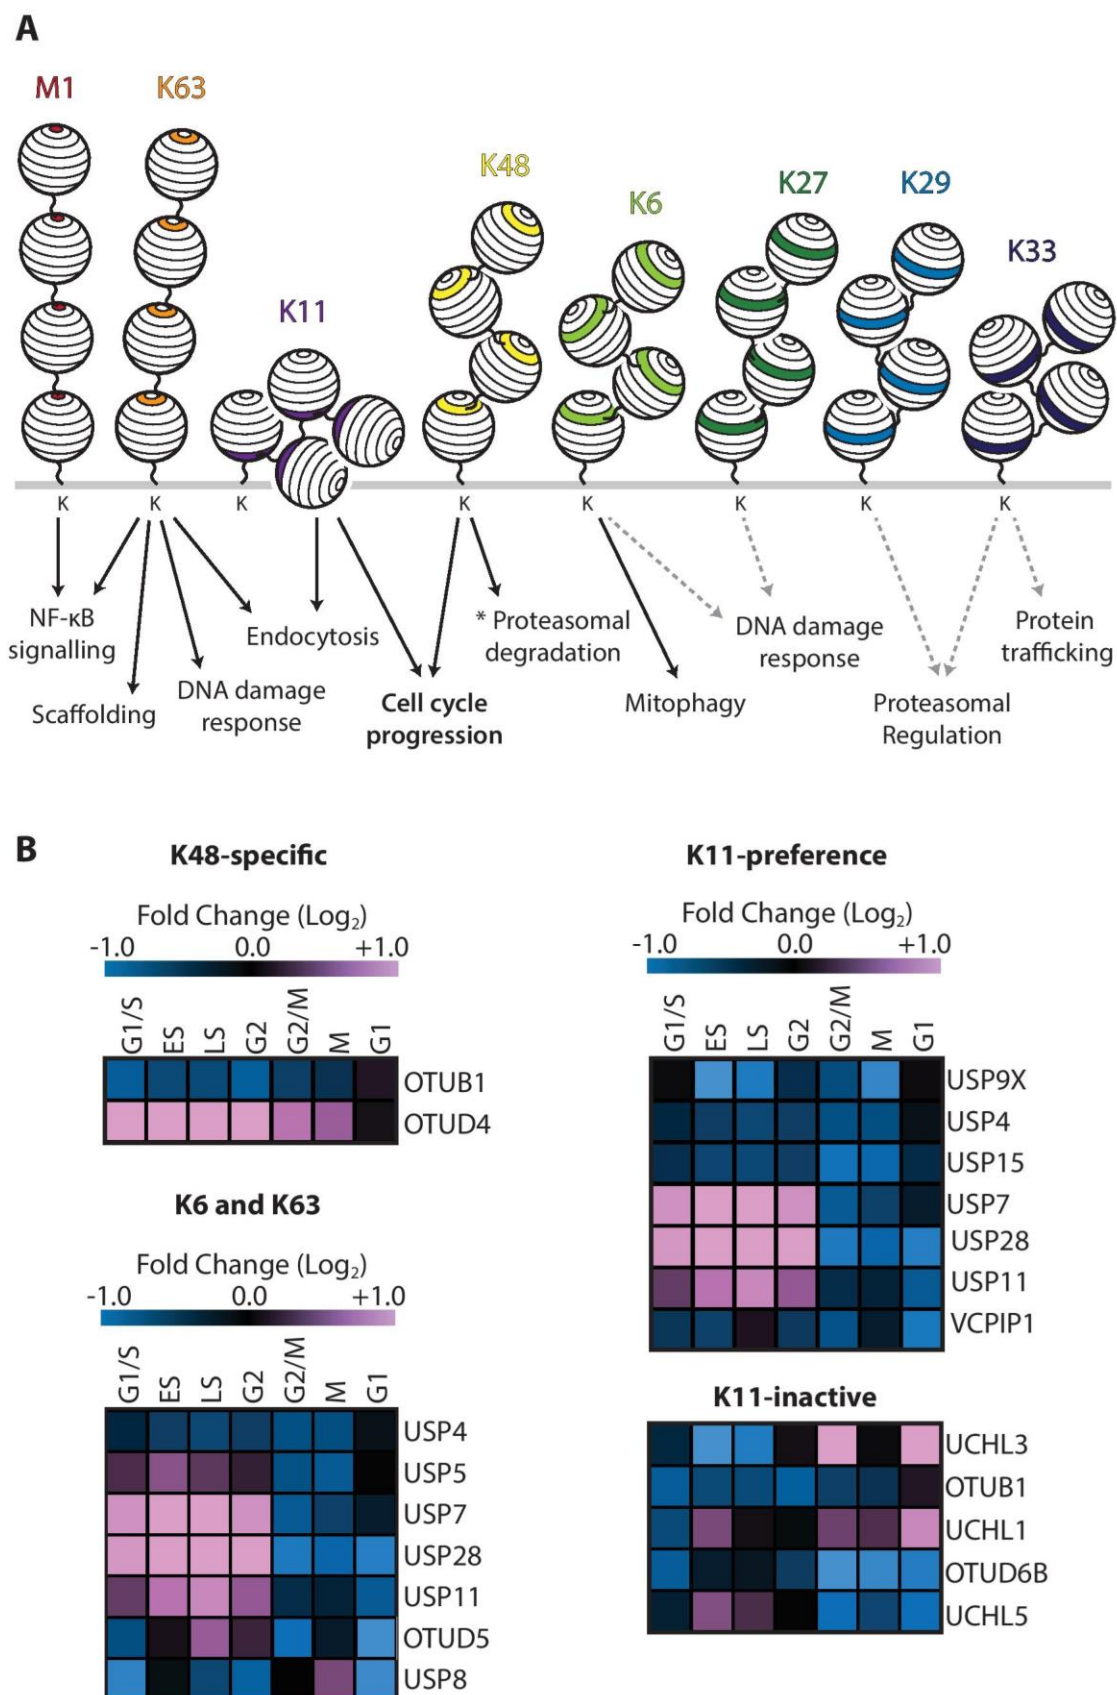 A
M1
K63
K48
K6
K27
K29
K33
K11
K
K
K
K
K
K
K
K
NF-κB
signalling
Scaffolding
DNA damage
response
Endocytosis
Cell cycle
progression
* Proteasomal
degradation
Mitophagy
DNA damage
response
Proteasomal
Regulation
Protein
trafficking
B
K48-specific
Fold Change (Log₂)
-1.0 0.0 +1.0
G1/S ES LS G2 G2/M M G1
OTUB1
OTUD4
K6 and K63
Fold Change (Log₂)
-1.0 0.0 +1.0
G1/S ES LS G2 G2/M M G1
USP4
USP5
USP7
USP28
USP11
OTUD5
USP8
K11-preference
Fold Change (Log₂)
-1.0 0.0 +1.0
G1/S ES LS G2 G2/M M G1
USP9X
USP4
USP15
USP7
USP28
USP11
VCPIP1
K11-inactive
UCHL3
OTUB1
UCHL1
OTUD6B
UCHL5